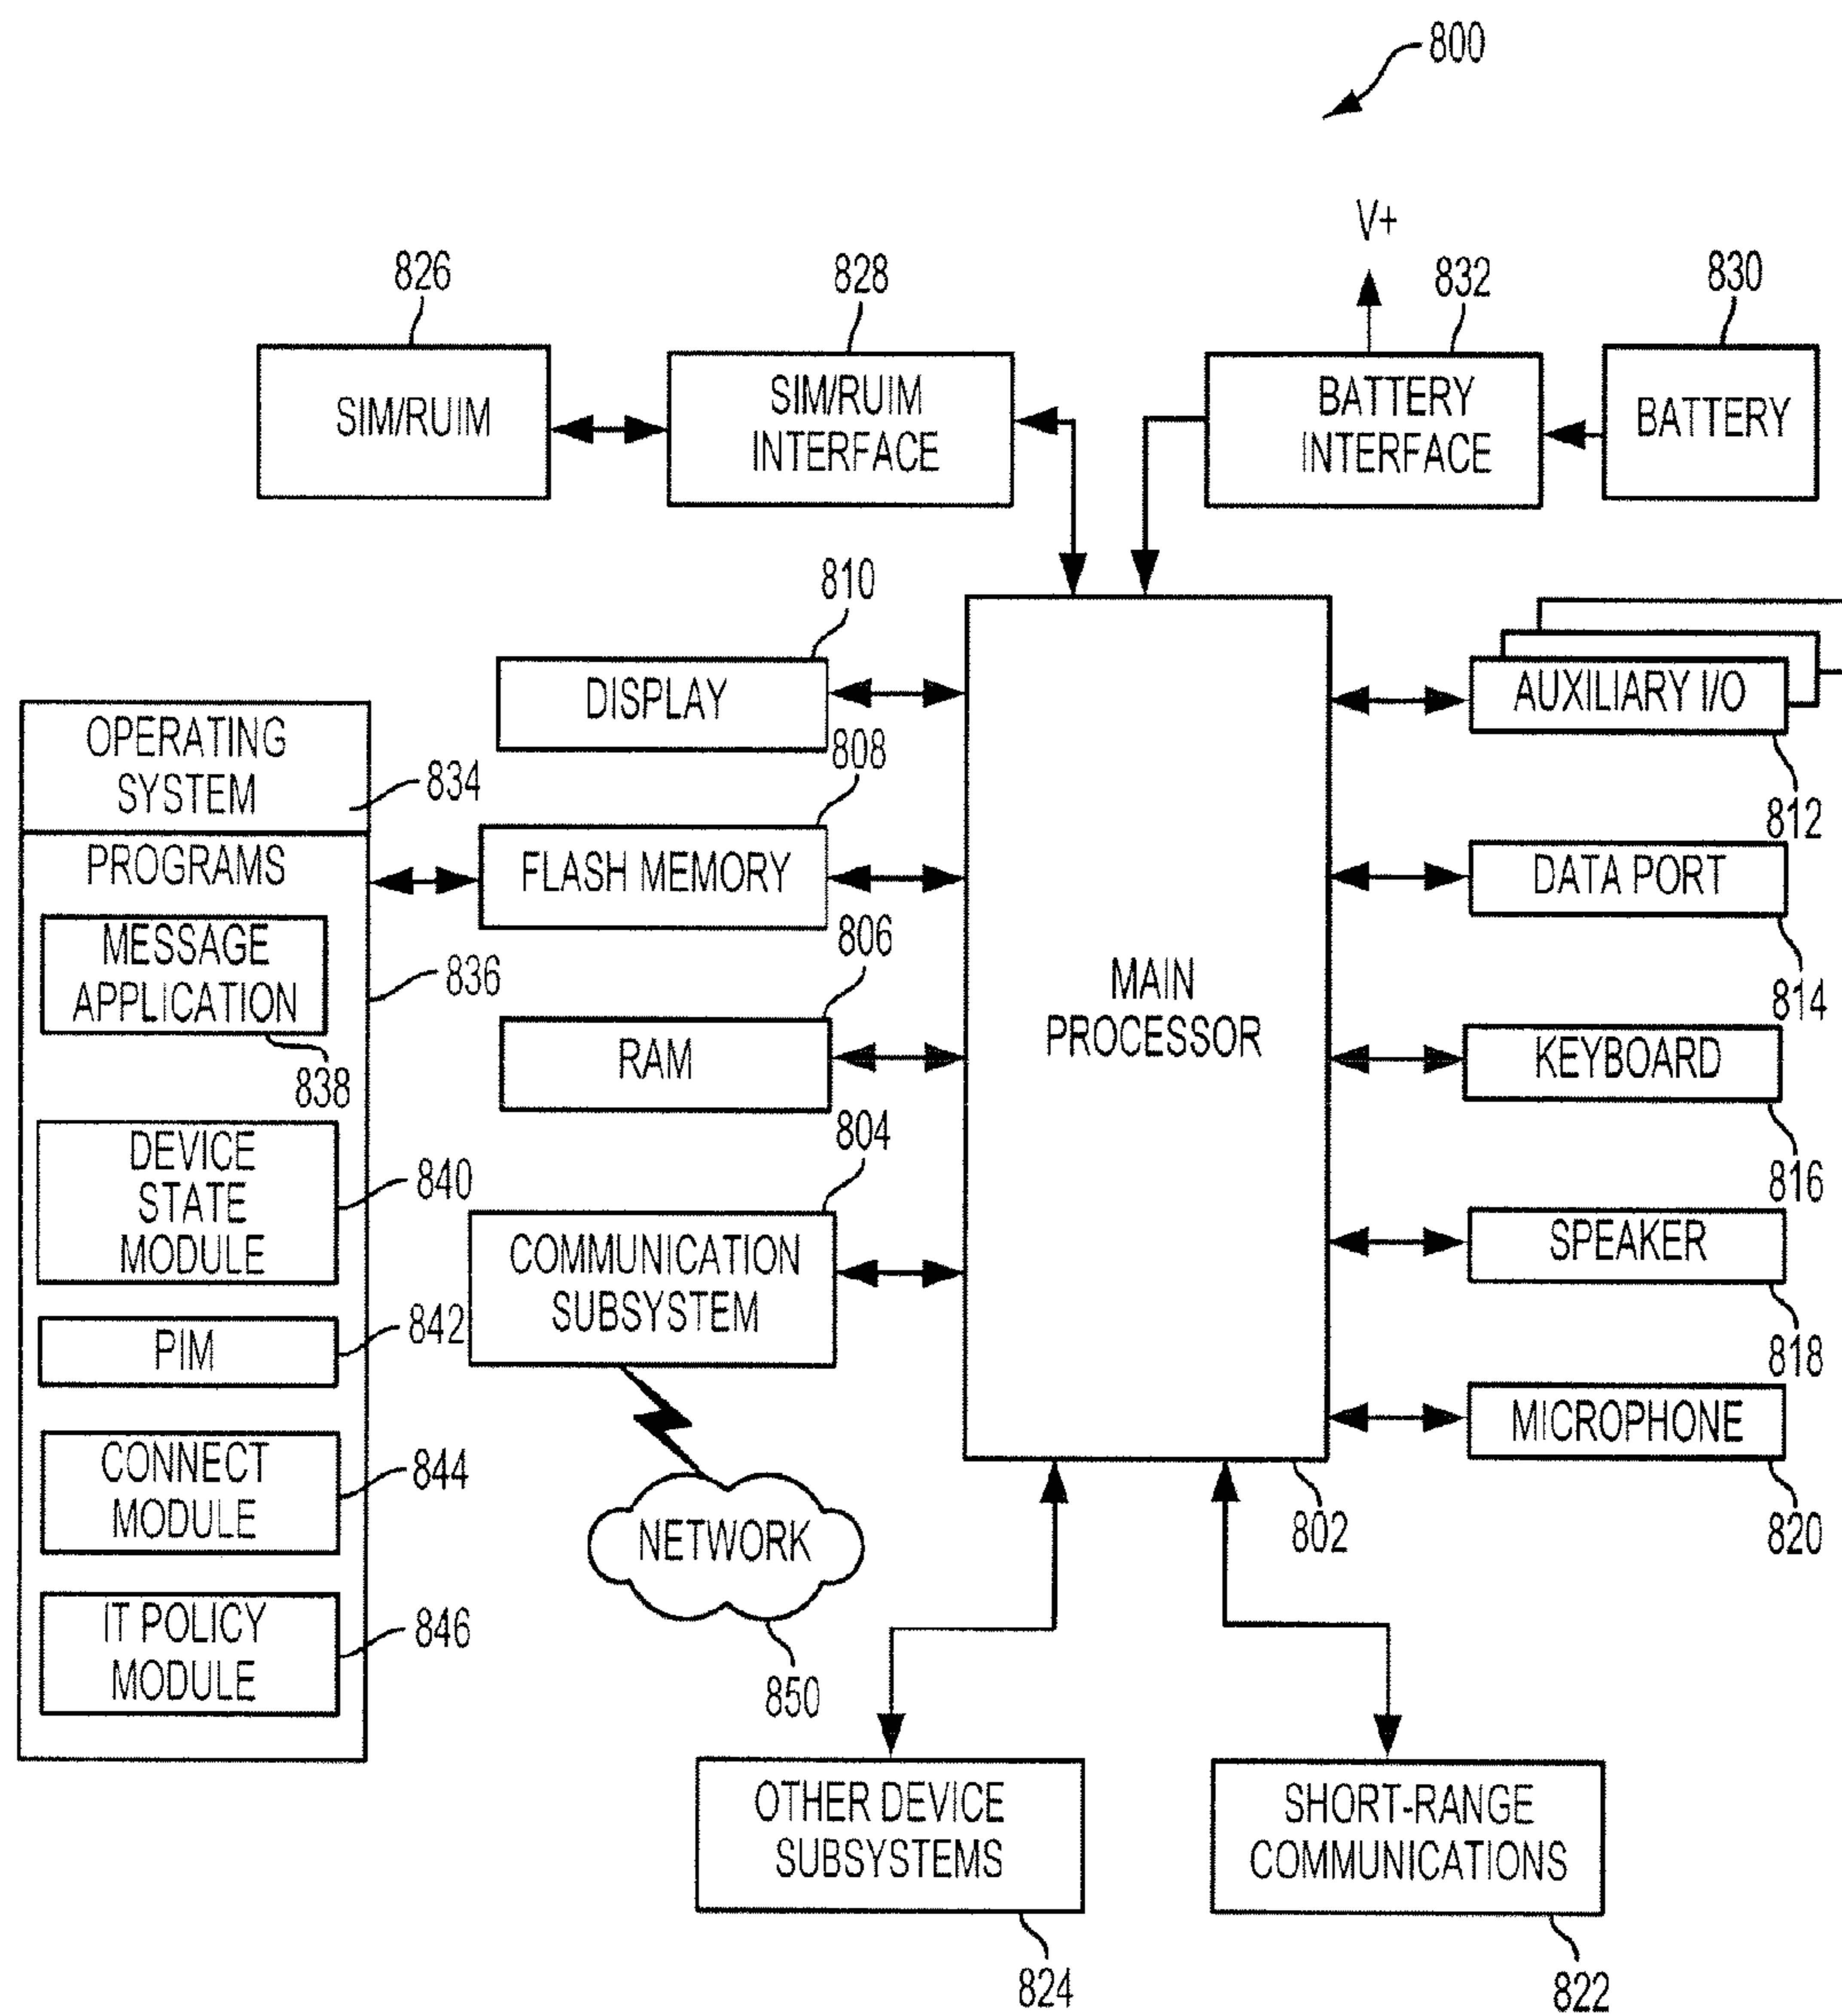 800
V+
826
828
832
830
SIM/RUIM
SIM/RUIM
INTERFACE
BATTERY
INTERFACE
BATTERY
810
DISPLAY
AUXILIARY I/O
812
OPERATING
SYSTEM
834
808
FLASH MEMORY
DATA PORT
814
PROGRAMS
836
MESSAGE
APPLICATION
838
806
RAM
MAIN
PROCESSOR
802
KEYBOARD
816
DEVICE
STATE
MODULE
840
804
COMMUNICATION
SUBSYSTEM
SPEAKER
818
PIM
842
MICROPHONE
820
CONNECT
MODULE
844
NETWORK
850
IT POLICY
MODULE
846
OTHER DEVICE
SUBSYSTEMS
824
SHORT-RANGE
COMMUNICATIONS
822